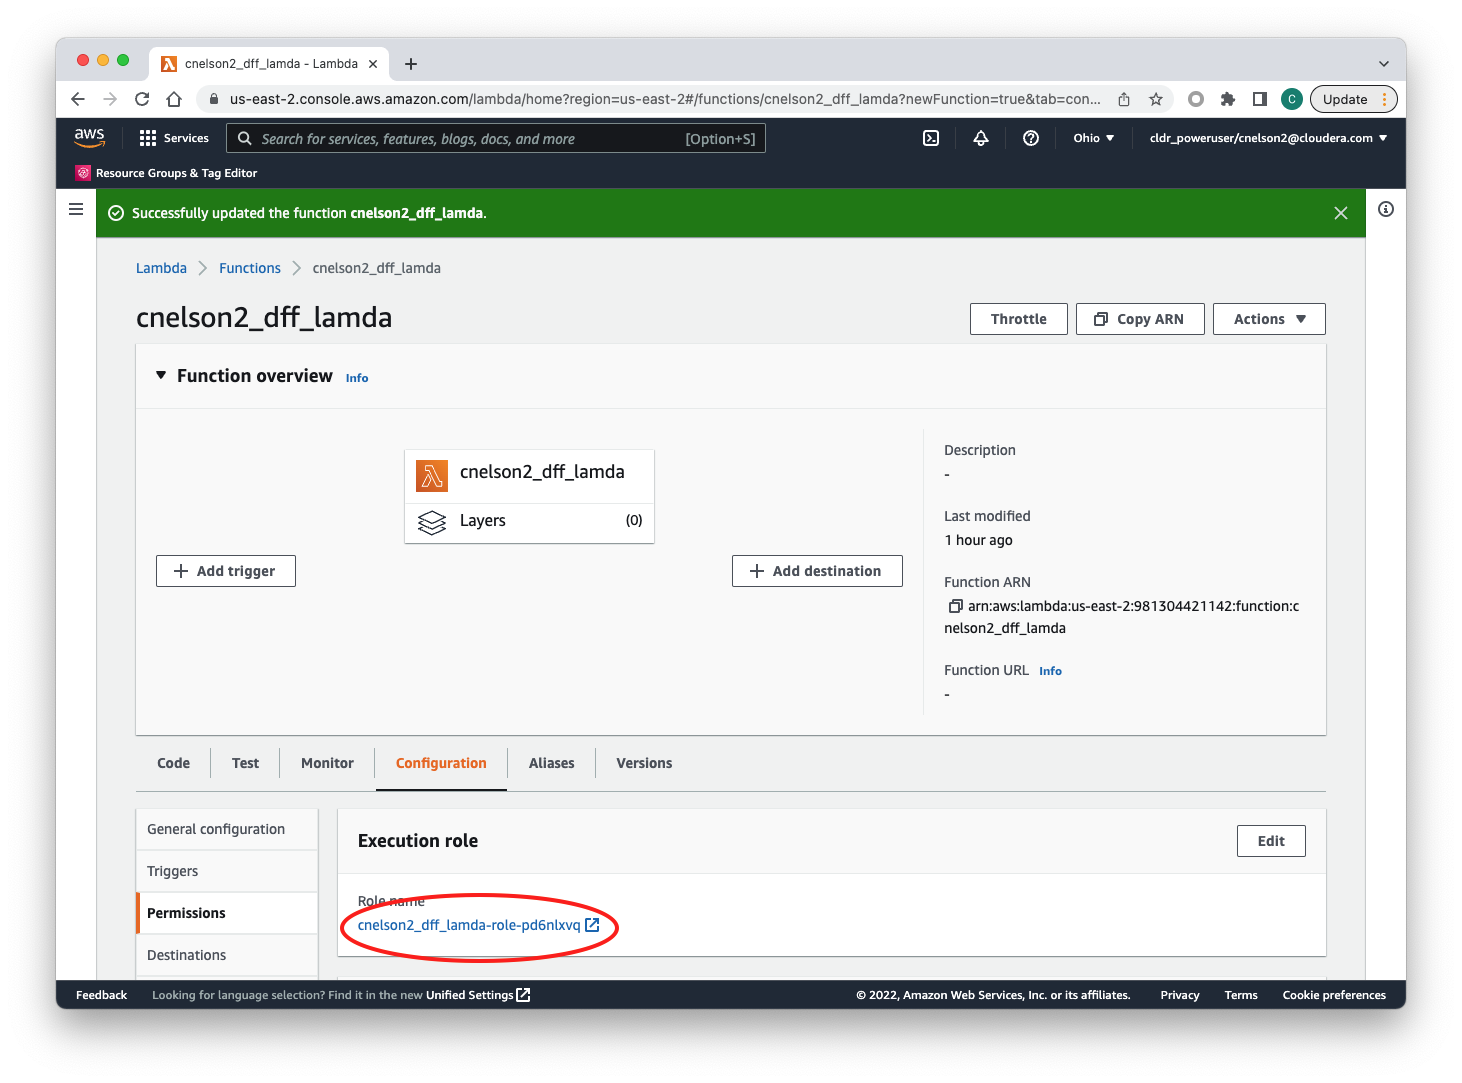 cnelson2_dff_lamda - Lambda
us-east-2.console.aws.amazon.com/lambda/home?region=us-east-2#/functions/cnelson2_dff_lamda?newFunction=true&tab=con...
C
Update
aws
Services
Search for services, features, blogs, docs, and more
[Option+S]
Ohio
cldr_poweruser/cnelson2@cloudera.com
Resource Groups & Tag Editor
Successfully updated the function cnelson2_dff_lamda.
Lambda
Functions
cnelson2_dff_lamda
cnelson2_dff_lamda
Throttle
Copy ARN
Actions
Function overview
Info
cnelson2_dff_lamda
Layers
(0)
Add trigger
Add destination
Description
-
Last modified
1 hour ago
Function ARN
arn:aws:lambda:us-east-2:981304421142:function:c
nelson2_dff_lamda
Function URL
Info
-
Code
Test
Monitor
Configuration
Aliases
Versions
General configuration
Triggers
Permissions
Destinations
Execution role
Edit
Role name
cnelson2_dff_lamda-role-pd6nlxvq
Feedback
Looking for language selection? Find it in the new Unified Settings
© 2022, Amazon Web Services, Inc. or its affiliates.
Privacy
Terms
Cookie preferences